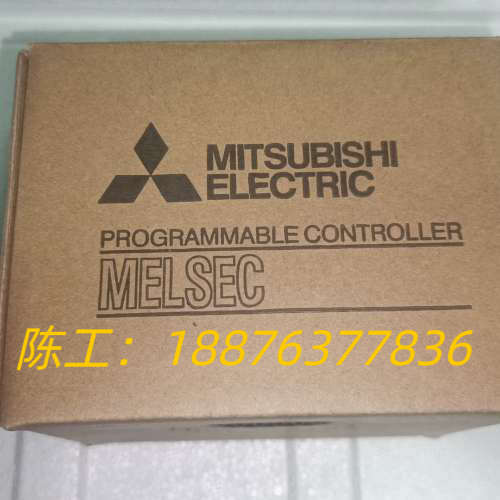 MITSUBISHI
ELECTRIC
PROGRAMMABLE CONTROLLER
MELSEC
陈工：18876377836